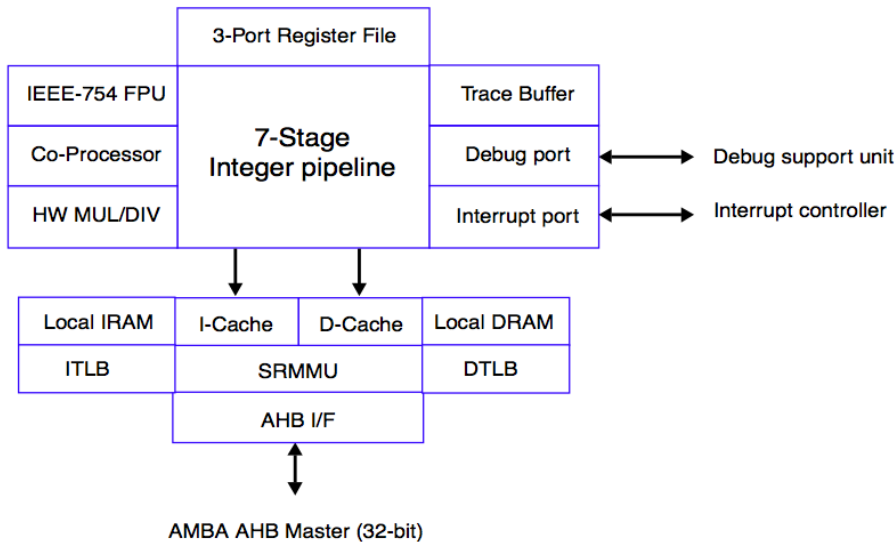 3-Port Register File
IEEE-754 FPU
Trace Buffer
7-Stage
Integer pipeline
Co-Processor
Debug port
Debug support unit
HW MUL/DIV
Interrupt port
Interrupt controller
Local IRAM
I-Cache
D-Cache
Local DRAM
ITLB
SRMMU
DTLB
AHB I/F
AMBA AHB Master (32-bit)